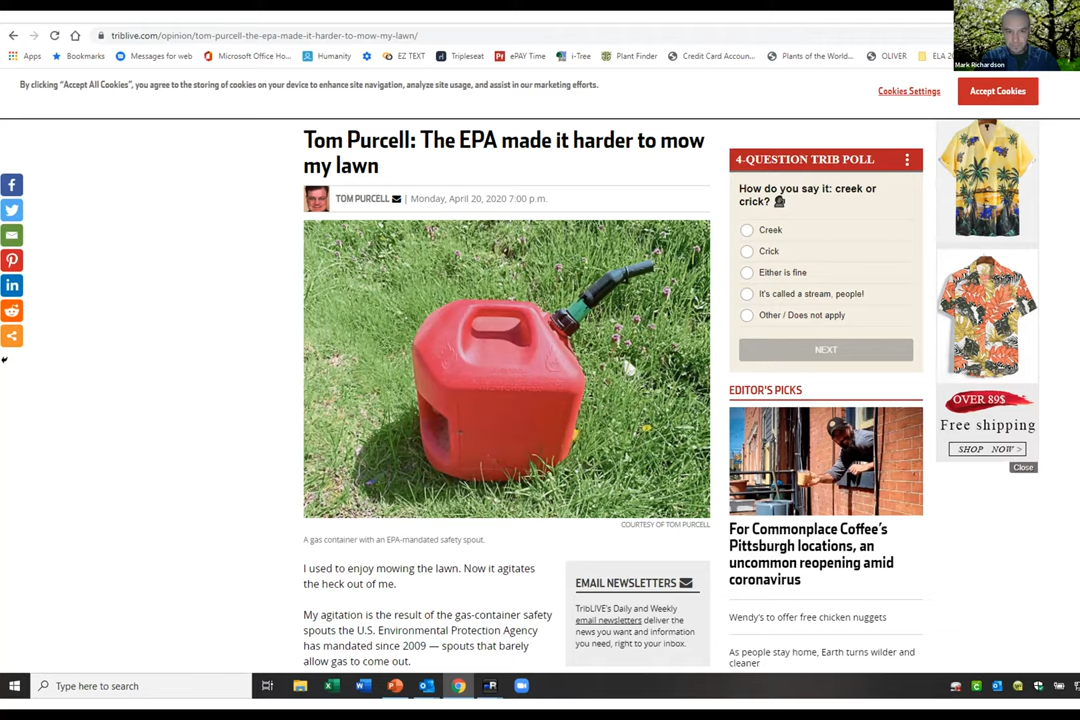 triblive.com/opinion/tom-purcell-the-epa-made-it-harder-to-mow-my-lawn/
Apps
Bookmarks
Messages for web
Microsoft Office Ho...
Humanity
EZ TEXT
Tripleseat
ePAY Time
i-Tree
Plant Finder
Credit Card Accoun...
Plants of the World...
OLIVER
Mark Richardson
By clicking “Accept All Cookies”, you agree to the storing of cookies on your device to enhance site navigation, analyze site usage, and assist in our marketing efforts.
Cookies Settings
Accept Cookies
Tom Purcell: The EPA made it harder to mow
my lawn
TOM PURCELL | Monday, April 20, 2020 7:00 p.m.
COURTESY OF TOM PURCELL
A gas container with an EPA-mandated safety spout.
I used to enjoy mowing the lawn. Now it agitates
the heck out of me.
My agitation is the result of the gas-container safety
spouts the U.S. Environmental Protection Agency
has mandated since 2009 — spouts that barely
allow gas to come out.
EMAIL NEWSLETTERS
TribLIVE's Daily and Weekly
email newsletters deliver the
news you want and information
you need, right to your inbox.
4-QUESTION TRIB POLL
How do you say it: creek or
crick?
Creek
Crick
Either is fine
It's called a stream, people!
Other / Does not apply
NEXT
EDITOR'S PICKS
For Commonplace Coffee's
Pittsburgh locations, an
uncommon reopening amid
coronavirus
Wendy's to offer free chicken nuggets
As people stay home, Earth turns wilder and
cleaner
OVER 89$
Free shipping
SHOP NOW >
Close
Type here to search